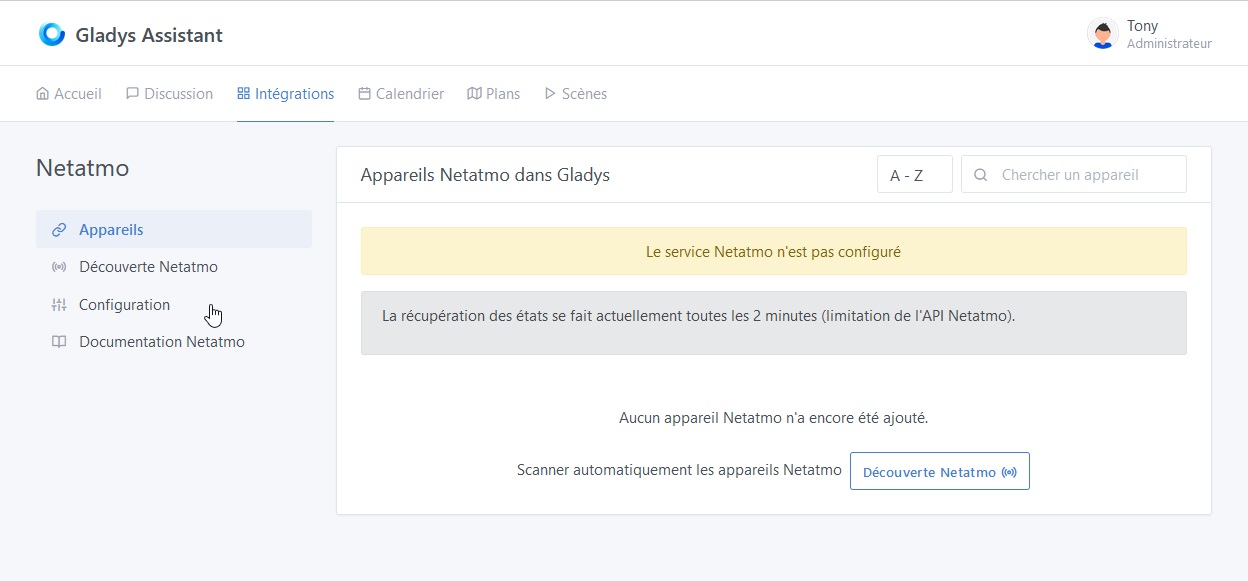 Gladys Assistant
Tony
Administrateur
Accueil
Discussion
Intégrations
Calendrier
Plans
Scènes
Netatmo
Appareils
Découverte Netatmo
Configuration
Documentation Netatmo
Appareils Netatmo dans Gladys
A - Z
Chercher un appareil
Le service Netatmo n'est pas configuré
La récupération des états se fait actuellement toutes les 2 minutes (limitation de l'API Netatmo).
Aucun appareil Netatmo n'a encore été ajouté.
Scanner automatiquement les appareils Netatmo
Découverte Netatmo